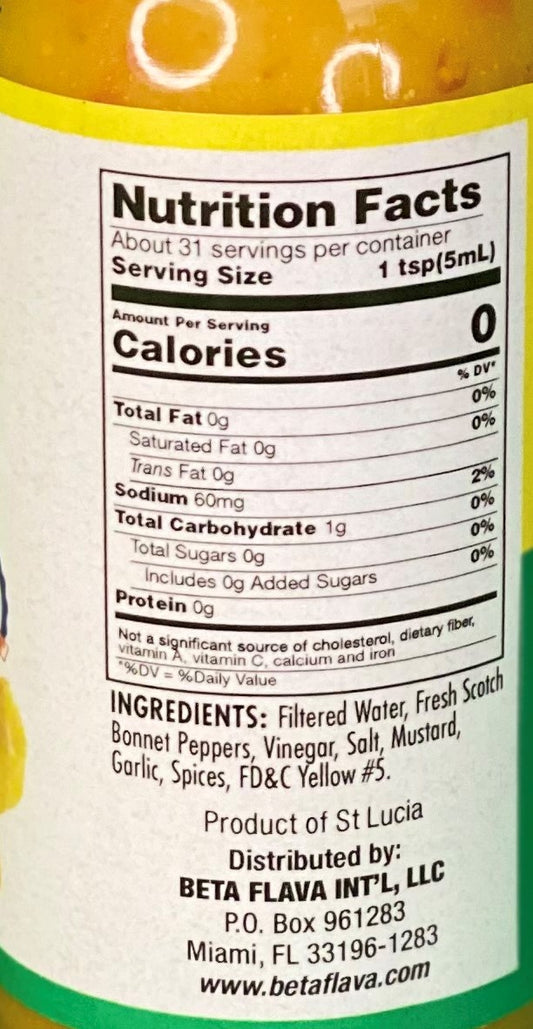 Nutrition Facts
About 31 servings per container
Serving Size 1 tsp(5mL)
Amount Per Serving
Calories 0
% DV*
Total Fat 0g 0%
Saturated Fat 0g 0%
Trans Fat 0g
Sodium 60mg 2%
Total Carbohydrate 1g 0%
Total Sugars 0g 0%
Includes 0g Added Sugars 0%
Protein 0g
Not a significant source of cholesterol, dietary fiber,
vitamin A, vitamin C, calcium and iron
*%DV = %Daily Value
INGREDIENTS: Filtered Water, Fresh Scotch
Bonnet Peppers, Vinegar, Salt, Mustard,
Garlic, Spices, FD&C Yellow #5.
Product of St Lucia
Distributed by:
BETA FLAVA INT'L, LLC
P.O. Box 961283
Miami, FL 33196-1283
www.betaflava.com